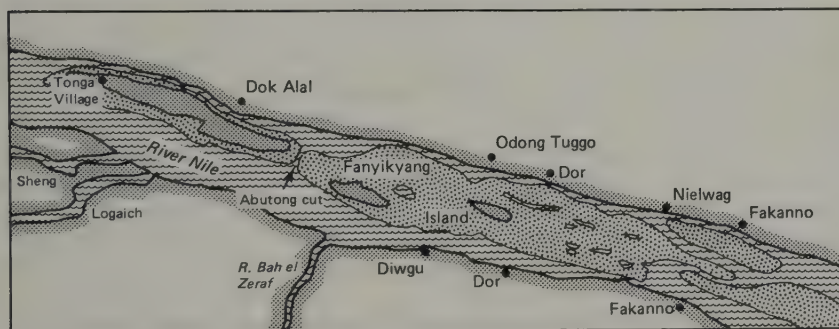 Tonga
Village
Dok Alal
River Nile
Sheng
Logaich
Abutong cut
Fanyikyang
Island
Odong Tuggo
Dor
Nielwag
Fakanno
R. Bah el
Zeraf
Diwgu
Dor
Fakanno